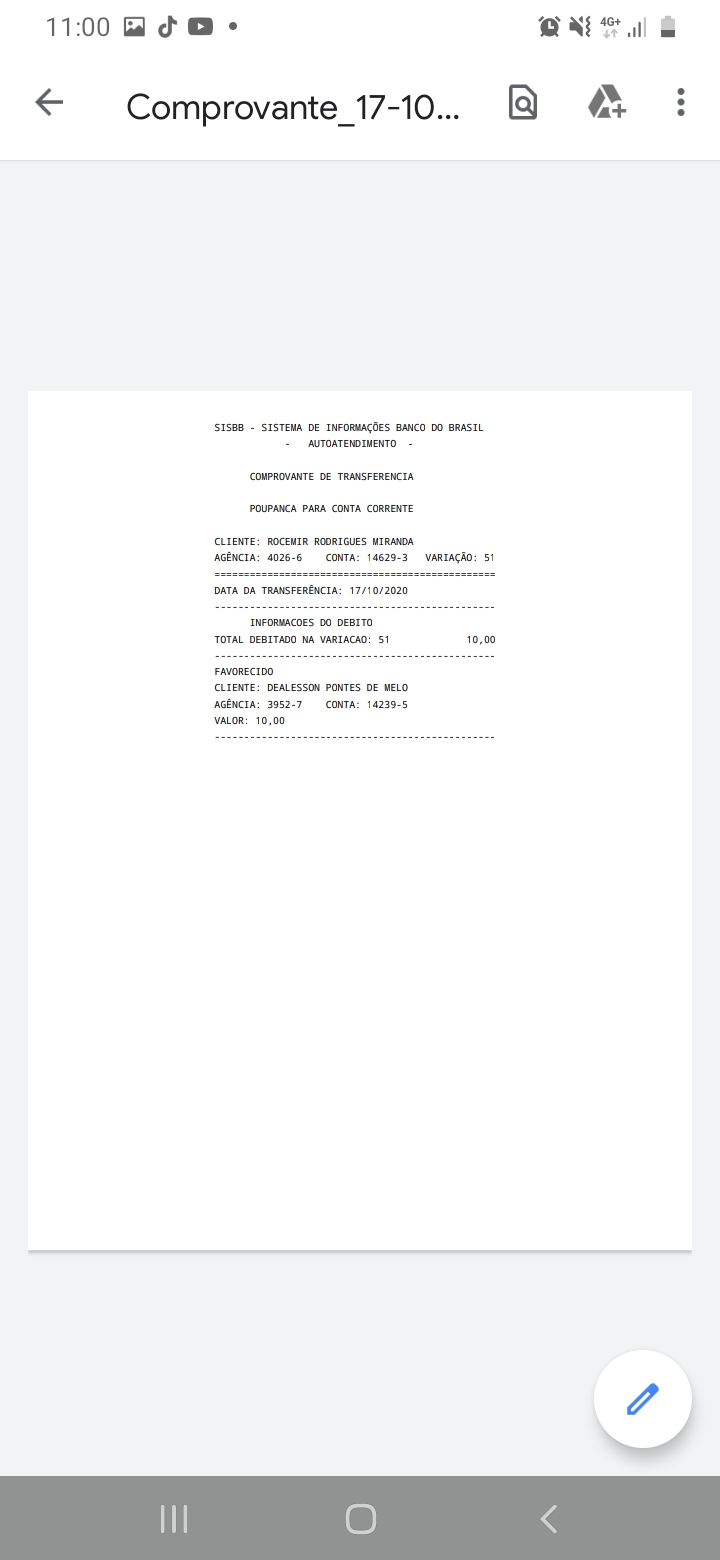 11:00
4G+
Comprovante_17-10...
SISBB - SISTEMA DE INFORMAÇÕES BANCO DO BRASIL
- AUTOATENDIMENTO -
COMPROVANTE DE TRANSFERENCIA
POUPANCA PARA CONTA CORRENTE
CLIENTE: ROCEMIR RODRIGUES MIRANDA
AGÊNCIA: 4026-6 CONTA: 14629-3 VARIAÇÃO: 51
================================================
DATA DA TRANSFERÊNCIA: 17/10/2020
------------------------------------------------
INFORMACOES DO DEBITO
TOTAL DEBITADO NA VARIACAO: 51 10,00
------------------------------------------------
FAVORECIDO
CLIENTE: DEALESSON PONTES DE MELO
AGÊNCIA: 3952-7 CONTA: 14239-5
VALOR: 10,00
------------------------------------------------